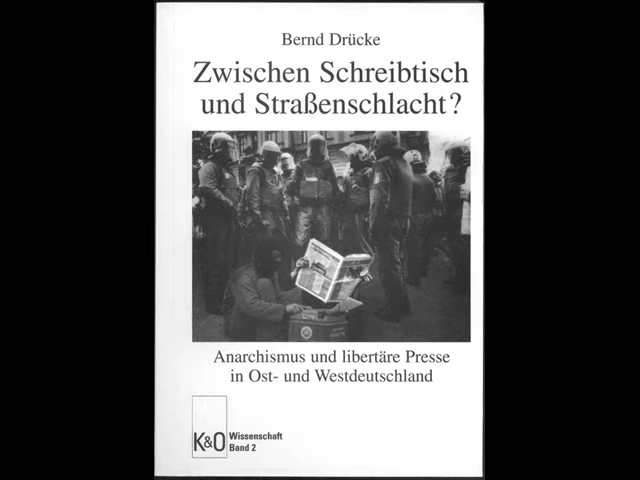 Bernd Drücke
Zwischen Schreibtisch
und Straßenschlacht?
Anarchismus und libertäre Presse
in Ost- und Westdeutschland
K&O Wissenschaft
Band 2